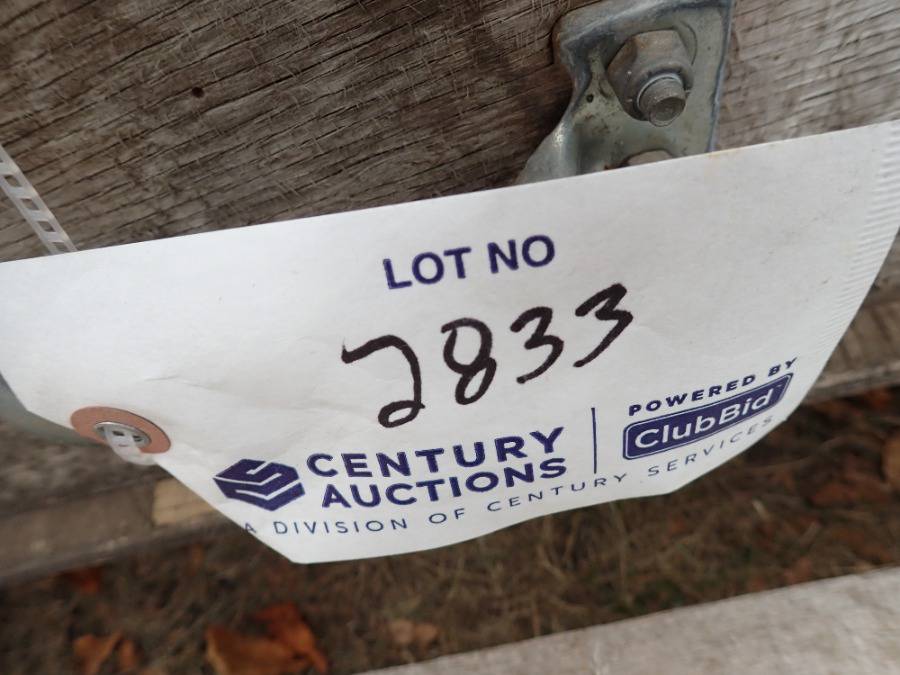 LOT NO
2833
CENTURY
AUCTIONS
A DIVISION OF CENTURY SERVICES
POWERED BY
ClubBid